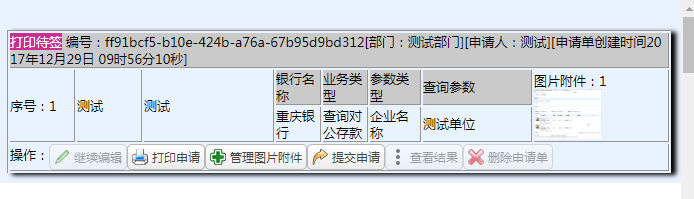 打印待签 编号：ff91bcf5-b10e-424b-a76a-67b95d9bd312[部门：测试部门][申请人：测试][申请单创建时间20
17年12月29日 09时56分10秒]
序号：1
测试
测试
银行名
称
业务类
型
参数类
型
查询参数
重庆银
行
查询对
公存款
企业名
称
测试单位
图片附件：1
操作：
继续编辑
打印申请
管理图片附件
提交申请
查看结果
删除申请单